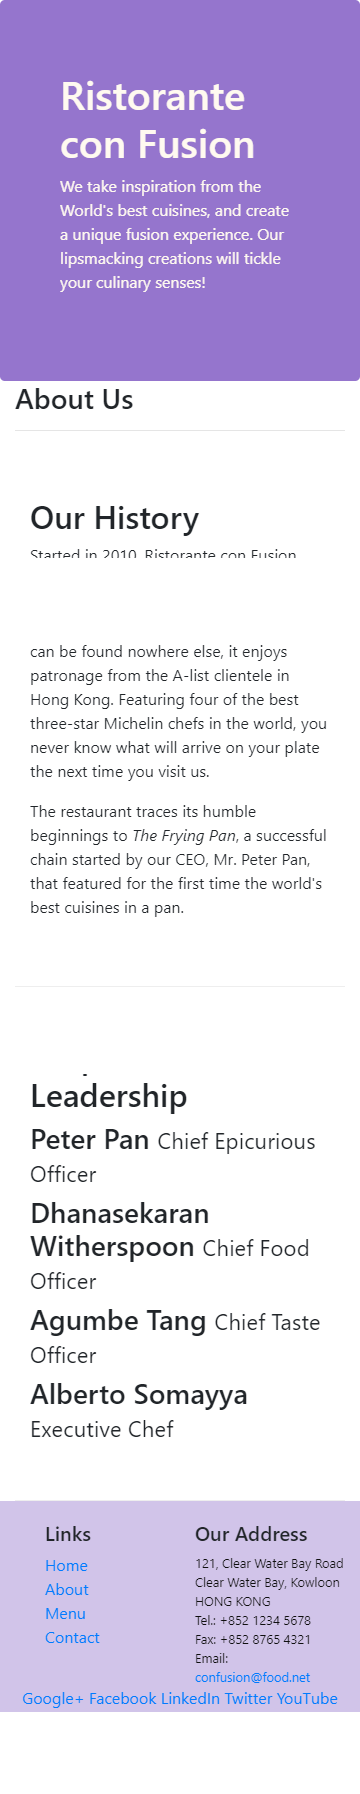 Ristorante
con Fusion
We take inspiration from the
World's best cuisines, and create
a unique fusion experience. Our
lipsmacking creations will tickle
your culinary senses!
About Us
Our History
Started in 2010, Ristorante con Fusion
can be found nowhere else, it enjoys
patronage from the A-list clientele in
Hong Kong. Featuring four of the best
three-star Michelin chefs in the world, you
never know what will arrive on your plate
the next time you visit us.
The restaurant traces its humble
beginnings to The Frying Pan, a successful
chain started by our CEO, Mr. Peter Pan,
that featured for the first time the world's
best cuisines in a pan.
Leadership
Peter Pan Chief Epicurious
Officer
Dhanasekaran
Witherspoon Chief Food
Officer
Agumbe Tang Chief Taste
Officer
Alberto Somayya
Executive Chef
Links
Home
About
Menu
Contact
Our Address
121, Clear Water Bay Road
Clear Water Bay, Kowloon
HONG KONG
Tel.: +852 1234 5678
Fax: +852 8765 4321
Email:
confusion@food.net
Google+ Facebook LinkedIn Twitter YouTube